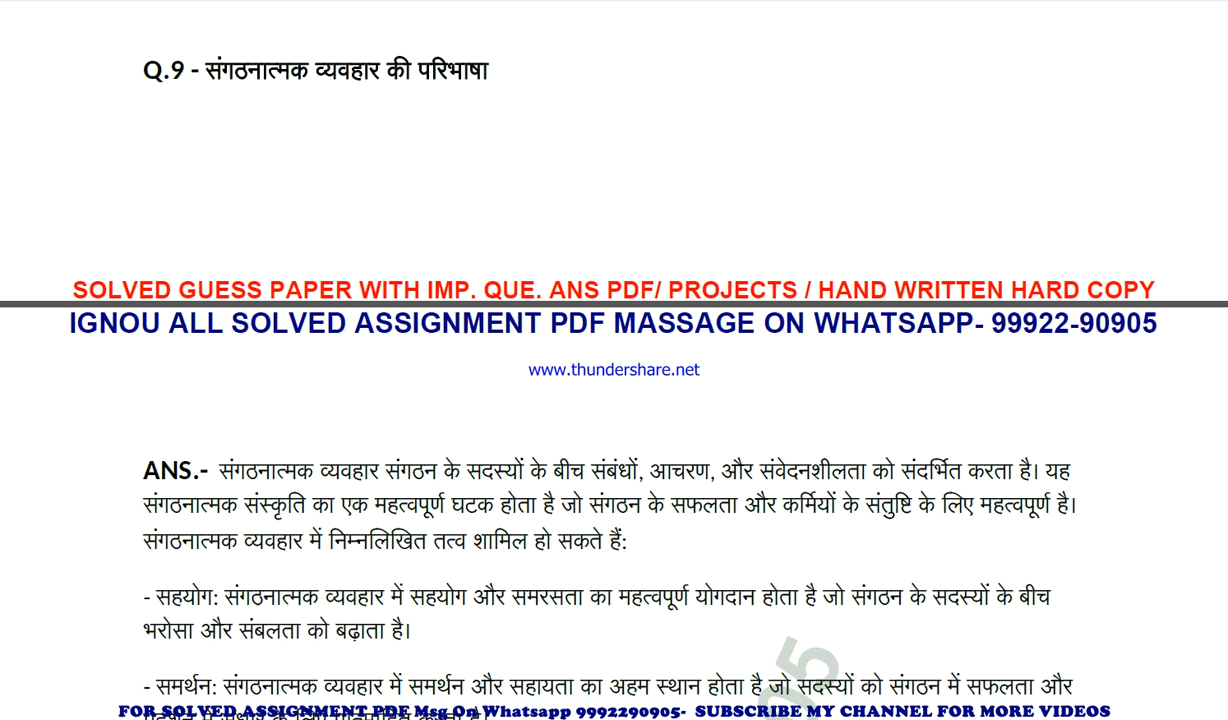 Q.9 - संगठनात्मक व्यवहार की परिभाषा
SOLVED GUESS PAPER WITH IMP. QUE. ANS PDF/ PROJECTS / HAND WRITTEN HARD COPY
IGNOU ALL SOLVED ASSIGNMENT PDF MASSAGE ON WHATSAPP- 99922-90905
www.thundershare.net
ANS.- संगठनात्मक व्यवहार संगठन के सदस्यों के बीच संबंधों, आचरण, और संवेदनशीलता को संदर्भित करता है। यह
संगठनात्मक संस्कृति का एक महत्वपूर्ण घटक होता है जो संगठन के सफलता और कर्मियों के संतुष्टि के लिए महत्वपूर्ण है।
संगठनात्मक व्यवहार में निम्नलिखित तत्व शामिल हो सकते हैं:
- सहयोग: संगठनात्मक व्यवहार में सहयोग और समरसता का महत्वपूर्ण योगदान होता है जो संगठन के सदस्यों के बीच
भरोसा और संबलता को बढ़ाता है।
- समर्थन: संगठनात्मक व्यवहार में समर्थन और सहायता का अहम स्थान होता है जो सदस्यों को संगठन में सफलता और
FOR SOLVED ASSIGNMENT PDF Msg On Whatsapp 9992290905- SUBSCRIBE MY CHANNEL FOR MORE VIDEOS